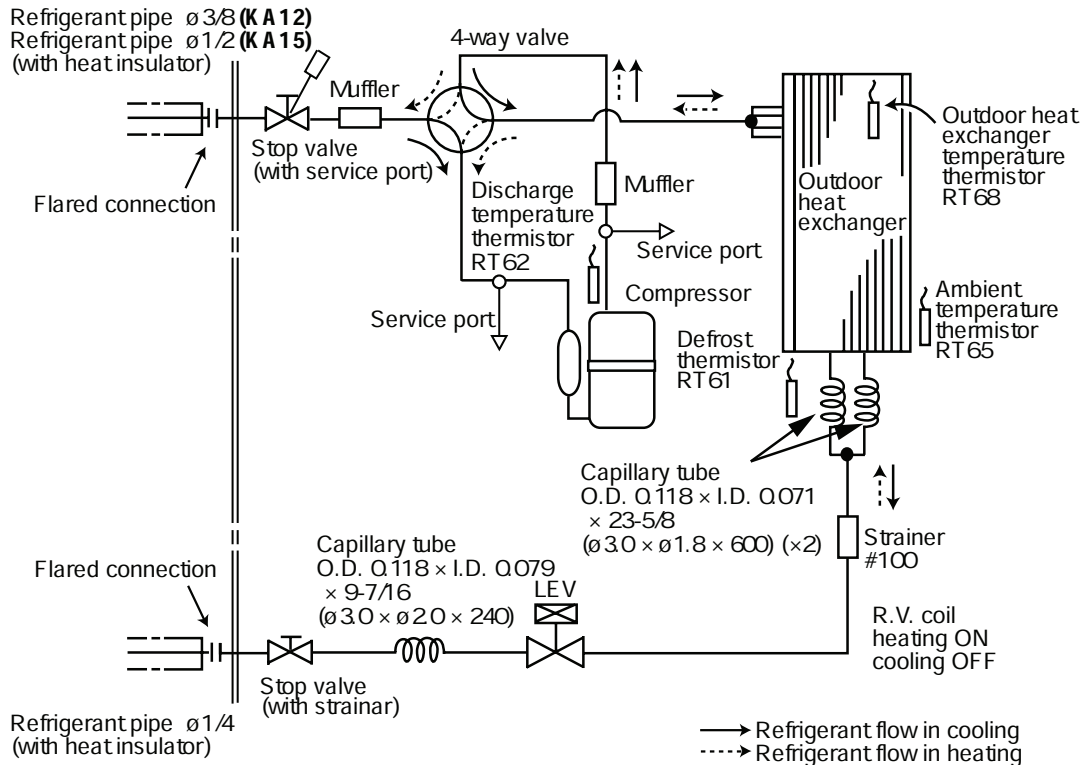 Refrigerant pipe ø3/8 (KA12)
Refrigerant pipe ø1/2 (KA15)
(with heat insulator)
4-way valve
Muffler
Stop valve
(with service port)
Flared connection
Discharge
temperature
thermistor
RT62
Muffler
Service port
Service port
Compressor
Outdoor
heat
exchanger
Outdoor heat
exchanger
temperature
thermistor
RT68
Ambient
temperature
thermistor
RT65
Defrost
thermistor
RT61
Capillary tube
O.D. 0.118 × I.D. 0.071
× 23-5/8
(ø3.0 × ø1.8 × 600) (×2)
Strainer
#100
Flared connection
Capillary tube
O.D. 0.118 × I.D. 0.079
× 9-7/16
(ø3.0 × ø2.0 × 240)
LEV
R.V. coil
heating ON
cooling OFF
Stop valve
(with strainar)
Refrigerant pipe ø1/4
(with heat insulator)
Refrigerant flow in cooling
Refrigerant flow in heating